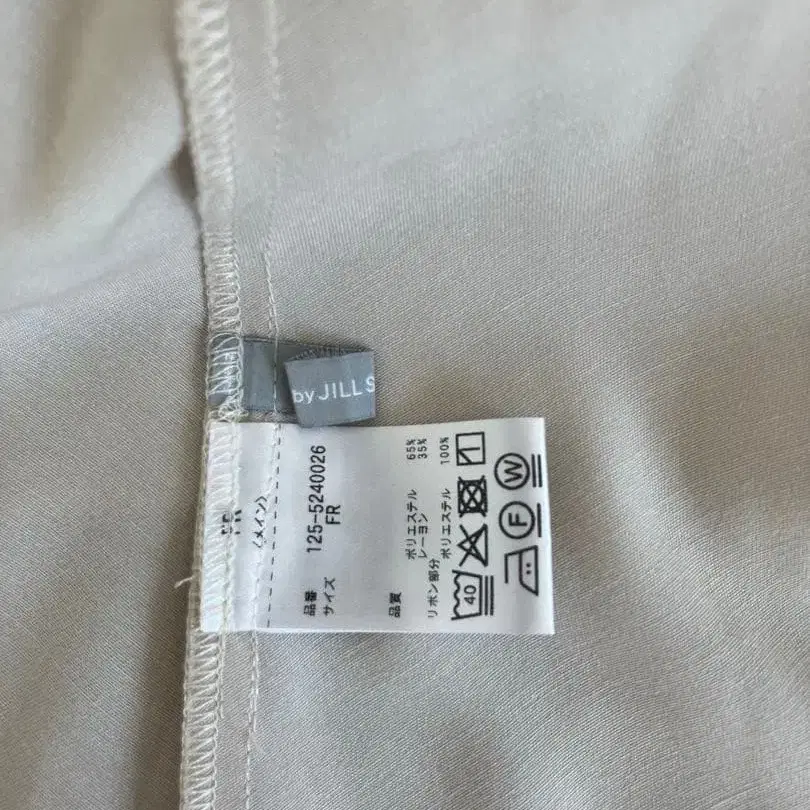 by JILL S
(メイン)
品番 125-5240026
サイズ FR
品質 ポリエステル 65%
レーヨン 35%
リボン部分 ポリエステル 100%
40
F W